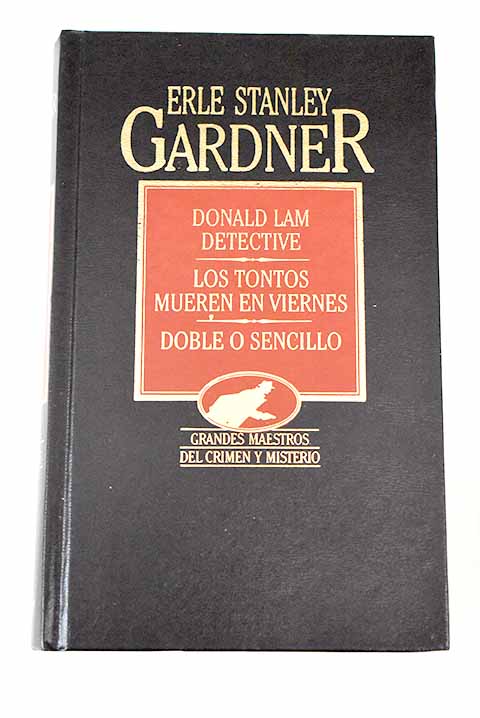 ERLE STANLEY
GARDNER
DONALD LAM
DETECTIVE
LOS TONTOS
MUEREN EN VIERNES
DOBLE O SENCILLO
GRANDES MAESTROS
DEL CRIMEN Y MISTERIO